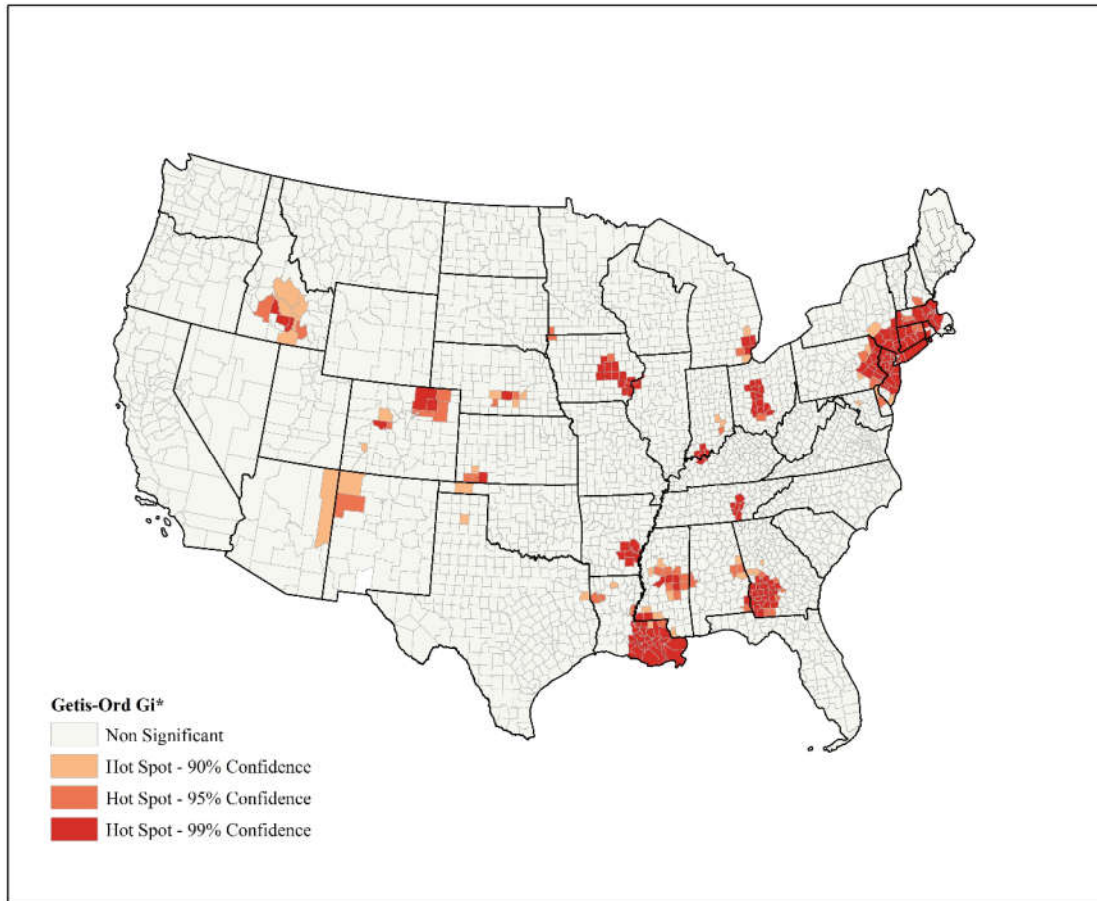 Getis-Ord Gi*
Non Significant
Hot Spot - 90% Confidence
Hot Spot - 95% Confidence
Hot Spot - 99% Confidence